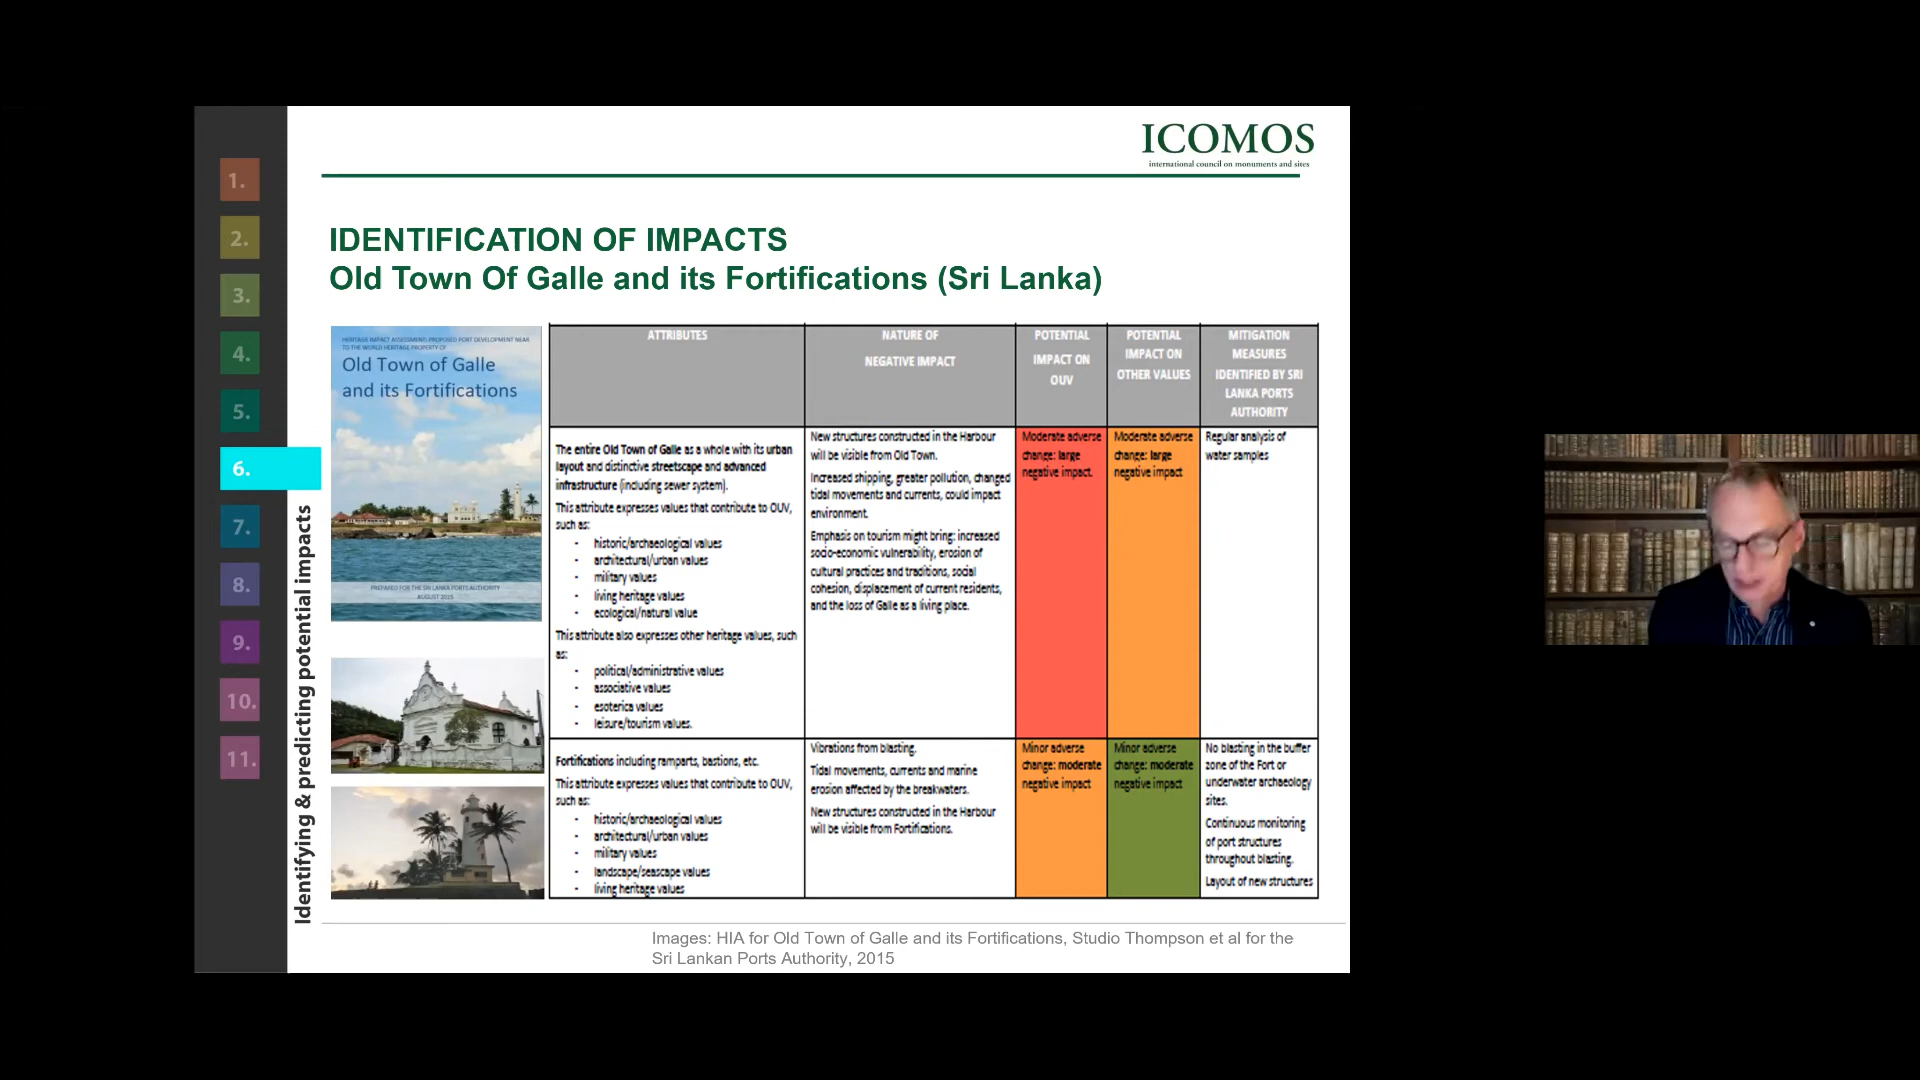 ICOMOS
international council on monuments and sites
IDENTIFICATION OF IMPACTS
Old Town Of Galle and its Fortifications (Sri Lanka)
1.
2.
3.
4.
5.
6.
7.
8.
9.
10.
11.
Identifying & predicting potential impacts
HERITAGE IMPACT ASSESSMENT: PROPOSED PORT DEVELOPMENT NEAR
TO THE WORLD HERITAGE PROPERTY OF
Old Town of Galle
and its Fortifications
PREPARED FOR THE SRI LANKA PORTS AUTHORITY
AUGUST 2015
ATTRIBUTES
NATURE OF
NEGATIVE IMPACT
POTENTIAL
IMPACT ON
OUV
POTENTIAL
IMPACT ON
OTHER VALUES
MITIGATION
MEASURES
IDENTIFIED BY SRI
LANKA PORTS
AUTHORITY
The entire Old Town of Galle as a whole with its urban
layout and distinctive streetscape and advanced
infrastructure (including sewer system).
This attribute expresses values that contribute to OUV,
such as:
- historic/archaeological values
- architectural/urban values
- military values
- living heritage values
- ecological/natural value
This attribute also expresses other heritage values, such
as:
- political/administrative values
- associative values
- esoterica values
- leisure/tourism values.
New structures constructed in the Harbour
will be visible from Old Town.
Increased shipping, greater pollution, changed
tidal movements and currents, could impact
environment.
Emphasis on tourism might bring: increased
socio-economic vulnerability, erosion of
cultural practices and traditions, social
cohesion, displacement of current residents,
and the loss of Galle as a living place.
Moderate adverse
change: large
negative impact.
Moderate adverse
change: large
negative impact
Regular analysis of
water samples
Fortifications including ramparts, bastions, etc.
This attribute expresses values that contribute to OUV,
such as:
- historic/archaeological values
- architectural/urban values
- military values
- landscape/seascape values
- living heritage values
Vibrations from blasting.
Tidal movements, currents and marine
erosion affected by the breakwaters.
New structures constructed in the Harbour
will be visible from Fortifications.
Minor adverse
change: moderate
negative impact
Minor adverse
change: moderate
negative impact
No blasting in the buffer
zone of the Fort or
underwater archaeology
sites.
Continuous monitoring
of port structures
throughout blasting.
Layout of new structures
Images: HIA for Old Town of Galle and its Fortifications, Studio Thompson et al for the
Sri Lankan Ports Authority, 2015